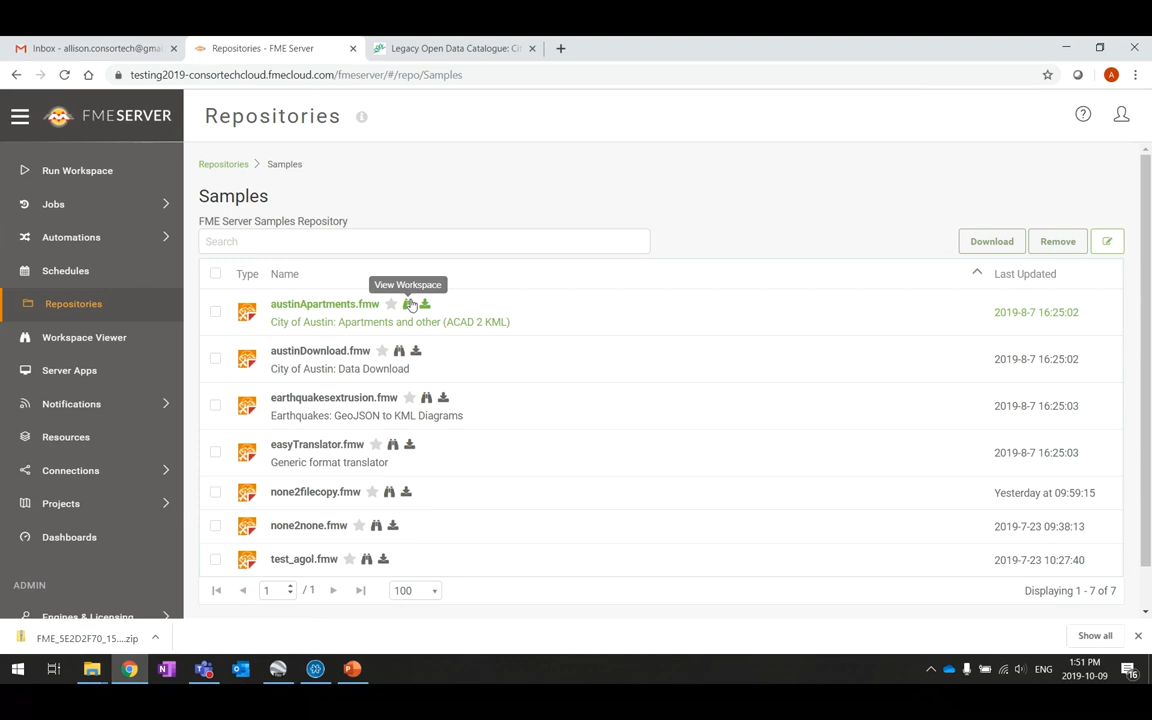 Inbox - allison.consortech@gmai
Repositories - FME Server
Legacy Open Data Catalogue: Ci
testing2019-consortechcloud.fmecloud.com/fmeserver/#/repo/Samples
A
FMESERVER
Repositories
Run Workspace
Jobs
Automations
Schedules
Repositories
Workspace Viewer
Server Apps
Notifications
Resources
Connections
Projects
Dashboards
ADMIN
Engines & Licensing
Repositories > Samples
Samples
FME Server Samples Repository
Search
Download
Remove
Type Name
Last Updated
View Workspace
austinApartments.fmw
City of Austin: Apartments and other (ACAD 2 KML)
2019-8-7 16:25:02
austinDownload.fmw
City of Austin: Data Download
2019-8-7 16:25:02
earthquakesextrusion.fmw
Earthquakes: GeoJSON to KML Diagrams
2019-8-7 16:25:03
easyTranslator.fmw
Generic format translator
2019-8-7 16:25:03
none2filecopy.fmw
Yesterday at 09:59:15
none2none.fmw
2019-7-23 09:38:13
test_agol.fmw
2019-7-23 10:27:40
1 / 1
100
Displaying 1 - 7 of 7
FME_5E2D2F70_15....zip
Show all
ENG
1:51 PM
2019-10-09
16